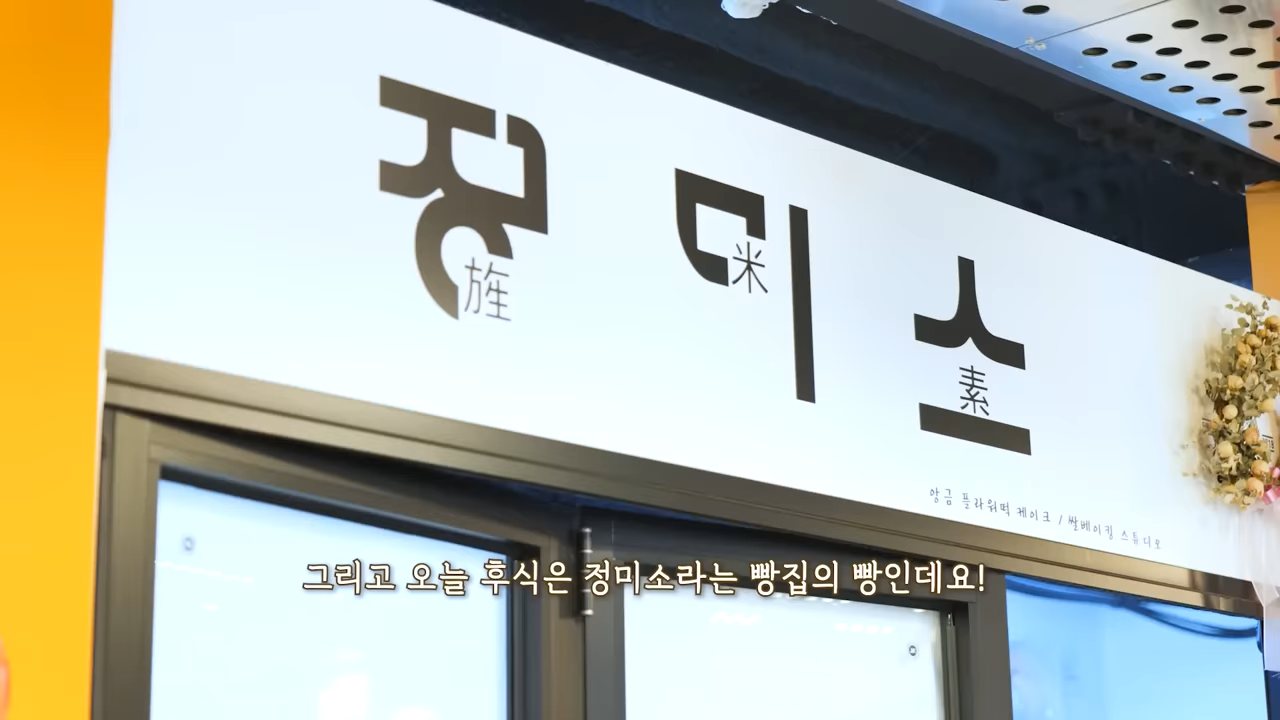 정미소
旌米素
앙금 플라워떡 케이크 / 쌀베이킹 스튜디오
그리고 오늘 후식은 정미소라는 빵집의 빵인데요!